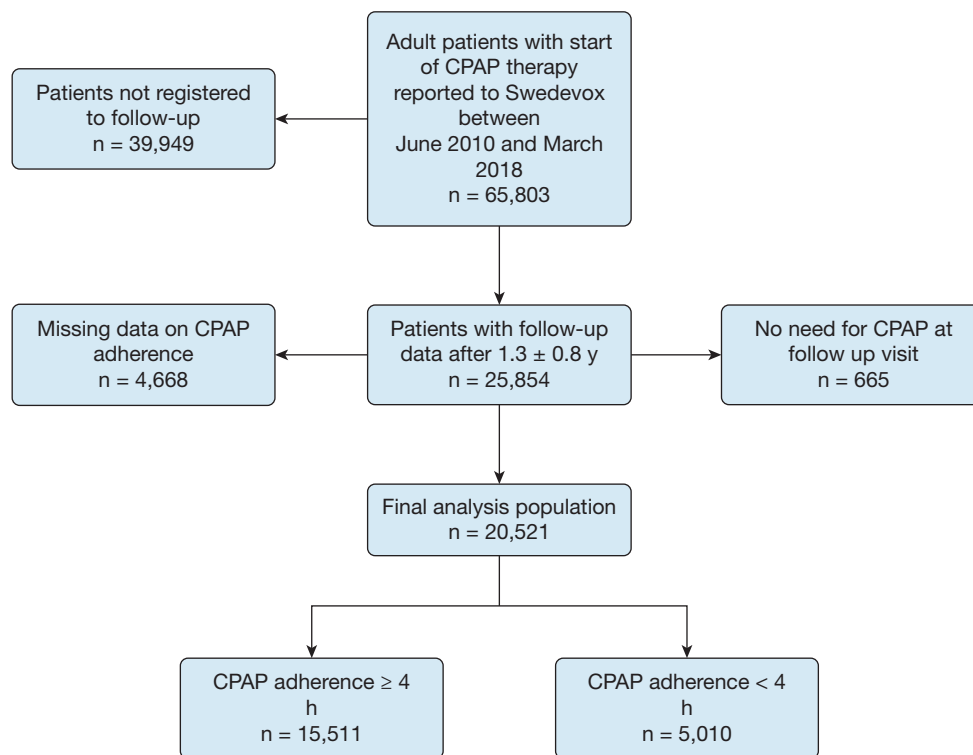 Adult patients with start
of CPAP therapy
reported to Swedevox
between
June 2010 and March
2018
n = 65,803
Patients not registered
to follow-up
n = 39,949
Missing data on CPAP
adherence
n = 4,668
Patients with follow-up
data after 1.3 ± 0.8 y
n = 25,854
No need for CPAP at
follow up visit
n = 665
Final analysis population
n = 20,521
CPAP adherence ≥ 4
h
n = 15,511
CPAP adherence < 4
h
n = 5,010